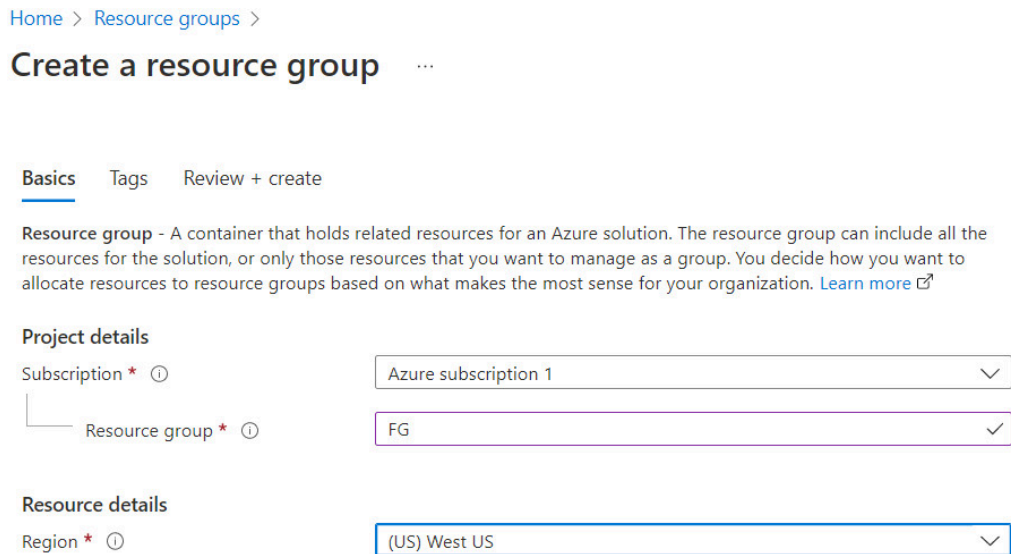 Home > Resource groups >
Create a resource group ...
Basics Tags Review + create
Resource group - A container that holds related resources for an Azure solution. The resource group can include all the
resources for the solution, or only those resources that you want to manage as a group. You decide how you want to
allocate resources to resource groups based on what makes the most sense for your organization. Learn more
Project details
Subscription * Azure subscription 1
Resource group * FG
Resource details
Region * (US) West US